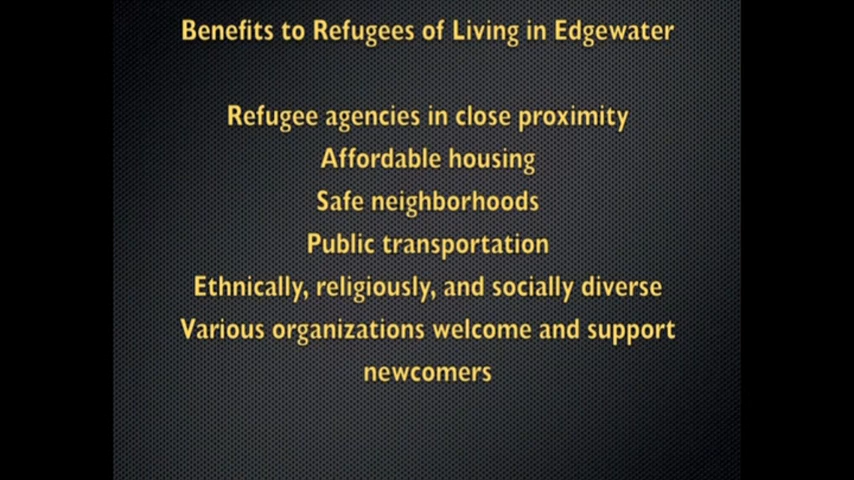 Benefits to Refugees of Living in Edgewater
Refugee agencies in close proximity
Affordable housing
Safe neighborhoods
Public transportation
Ethnically, religiously, and socially diverse
Various organizations welcome and support
newcomers